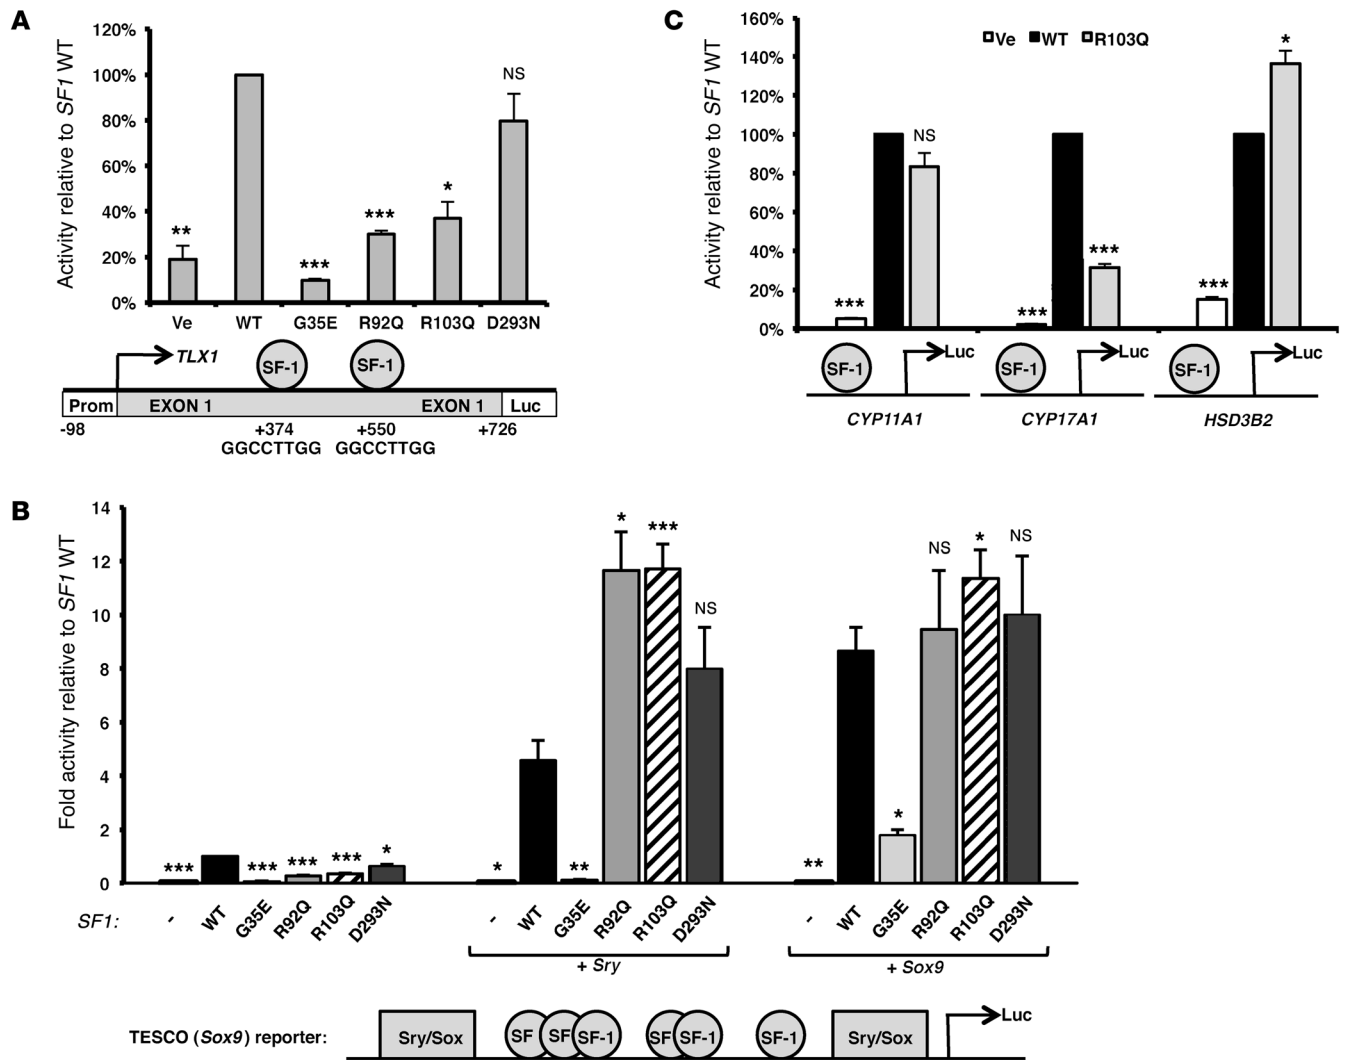 A
Activity relative to SF1 WT
120%
100%
80%
60%
40%
20%
0%
**
***
***
*
NS
Ve WT G35E R92Q R103Q D293N
TLX1
SF-1 SF-1
Prom EXON 1 EXON 1 Luc
-98 +374 +550 +726
GGCCTTGG GGCCTTGG
C
Activity relative to SF1 WT
160%
140%
120%
100%
80%
60%
40%
20%
0%
Ve WT R103Q
*** NS *** *** *** *
SF-1 Luc SF-1 Luc SF-1 Luc
CYP11A1 CYP17A1 HSD3B2
B
Fold activity relative to SF1 WT
14
12
10
8
6
4
2
0
*** *** *** *** *
* ** * *** NS
** * NS * NS
SF1: - WT G35E R92Q R103Q D293N - WT G35E R92Q R103Q D293N - WT G35E R92Q R103Q D293N
+ Sry + Sox9
TESCO (Sox9) reporter: Sry/Sox SF SF SF-1 SF SF-1 SF-1 Sry/Sox Luc